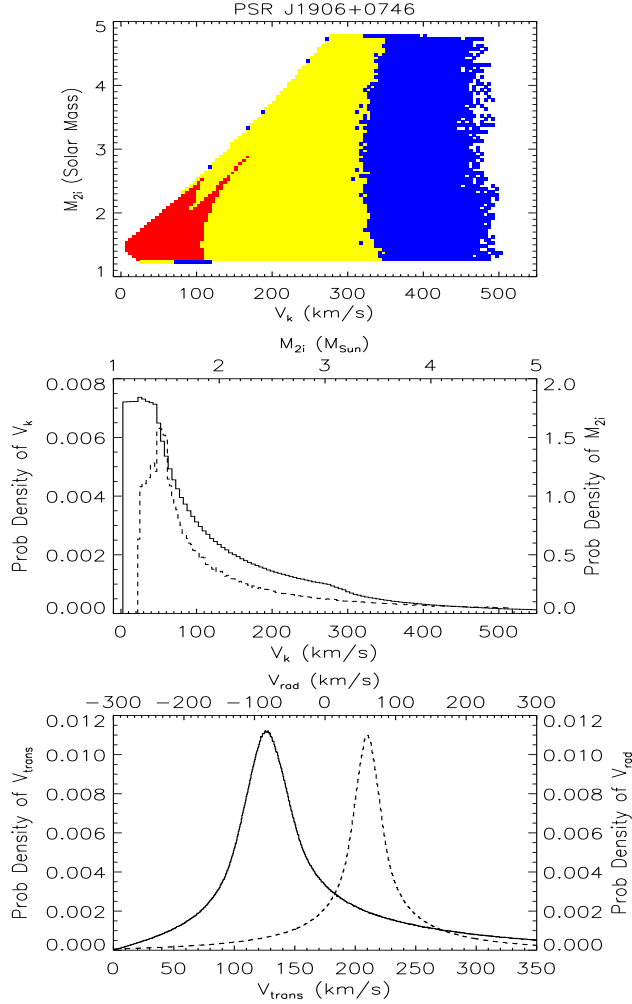 PSR J1906+0746
5
4
3
2
1
M2i (Solar Mass)
0 100 200 300 400 500
Vk (km/s)
M2i (MSun)
1 2 3 4 5
0.008
0.006
0.004
0.002
0.000
Prob Density of Vk
2.0
1.5
1.0
0.5
0.0
Prob Density of M2i
0 100 200 300 400 500
Vk (km/s)
Vrad (km/s)
−300 −200 −100 0 100 200 300
0.012
0.010
0.008
0.006
0.004
0.002
0.000
Prob Density of Vtrans
0.012
0.010
0.008
0.006
0.004
0.002
0.000
Prob Density of Vrad
0 50 100 150 200 250 300 350
Vtrans (km/s)